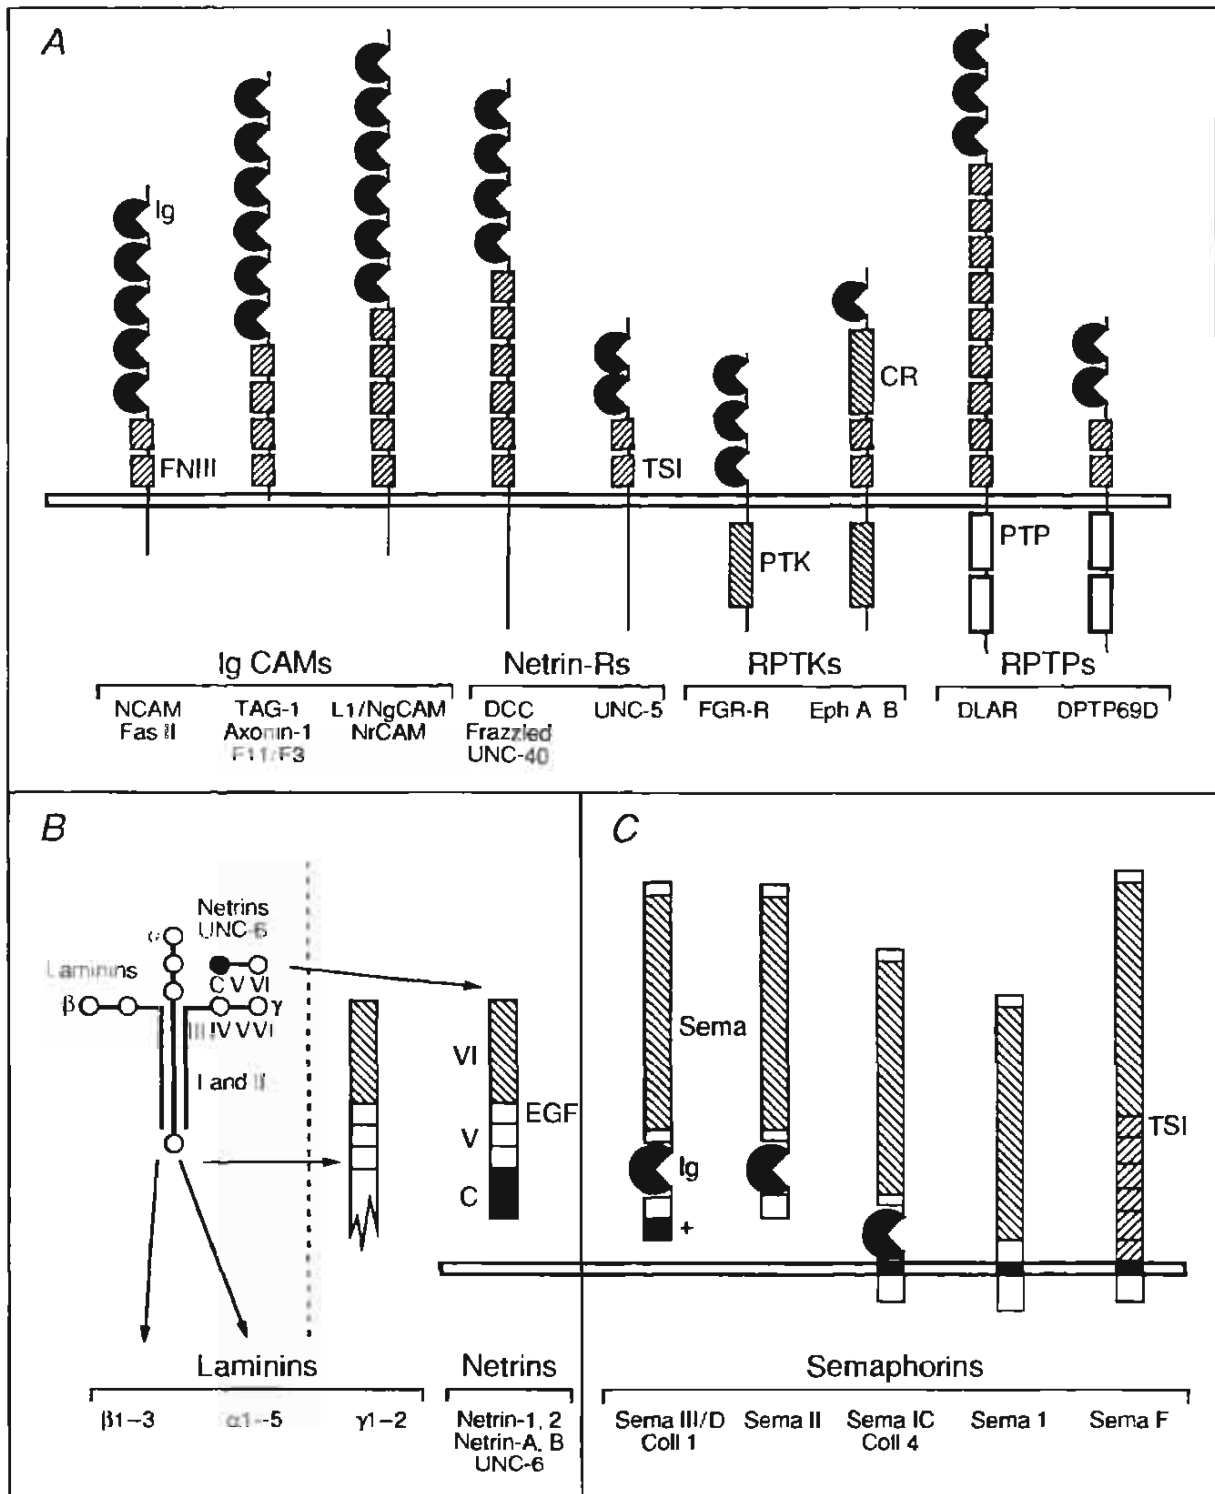 A
Ig
FNIII
TSI
CR
PTK
PTP
Ig CAMs
Netrin-Rs
RPTKs
RPTPs
NCAM
Fas II
TAG-1
Axonin-1
F11/F3
L1/NgCAM
NrCAM
DCC
Frazzled
UNC-40
UNC-5
FGR-R
Eph A B
DLAR
DPTP69D
B
Netrins
UNC-6
α
Laminins
C V VI
β
γ
III
IV V VI
I and II
VI
V
C
EGF
Laminins
Netrins
β1-3
α1-5
γ1-2
Netrin-1, 2
Netrin-A, B
UNC-6
C
Sema
Ig
+
TSI
Semaphorins
Sema III/D
Coll 1
Sema II
Sema IC
Coll 4
Sema 1
Sema F